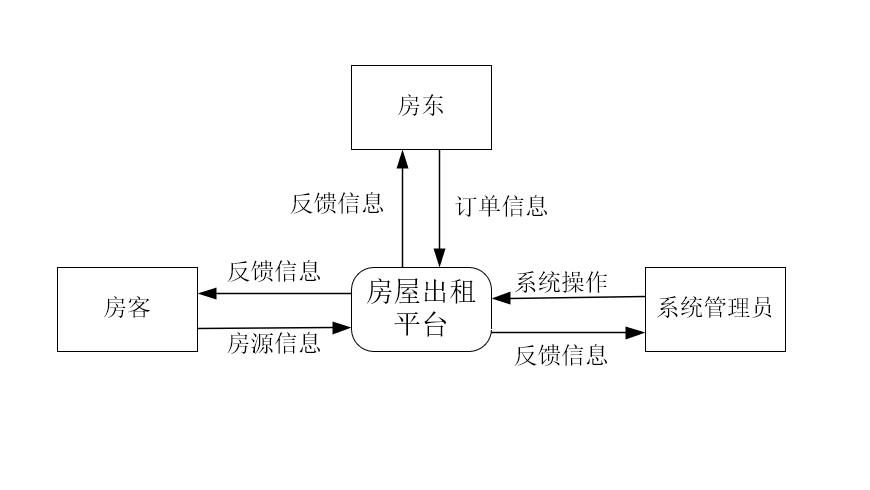 房东
反馈信息
订单信息
反馈信息
房屋出租
平台
系统操作
房客
系统管理员
房源信息
反馈信息